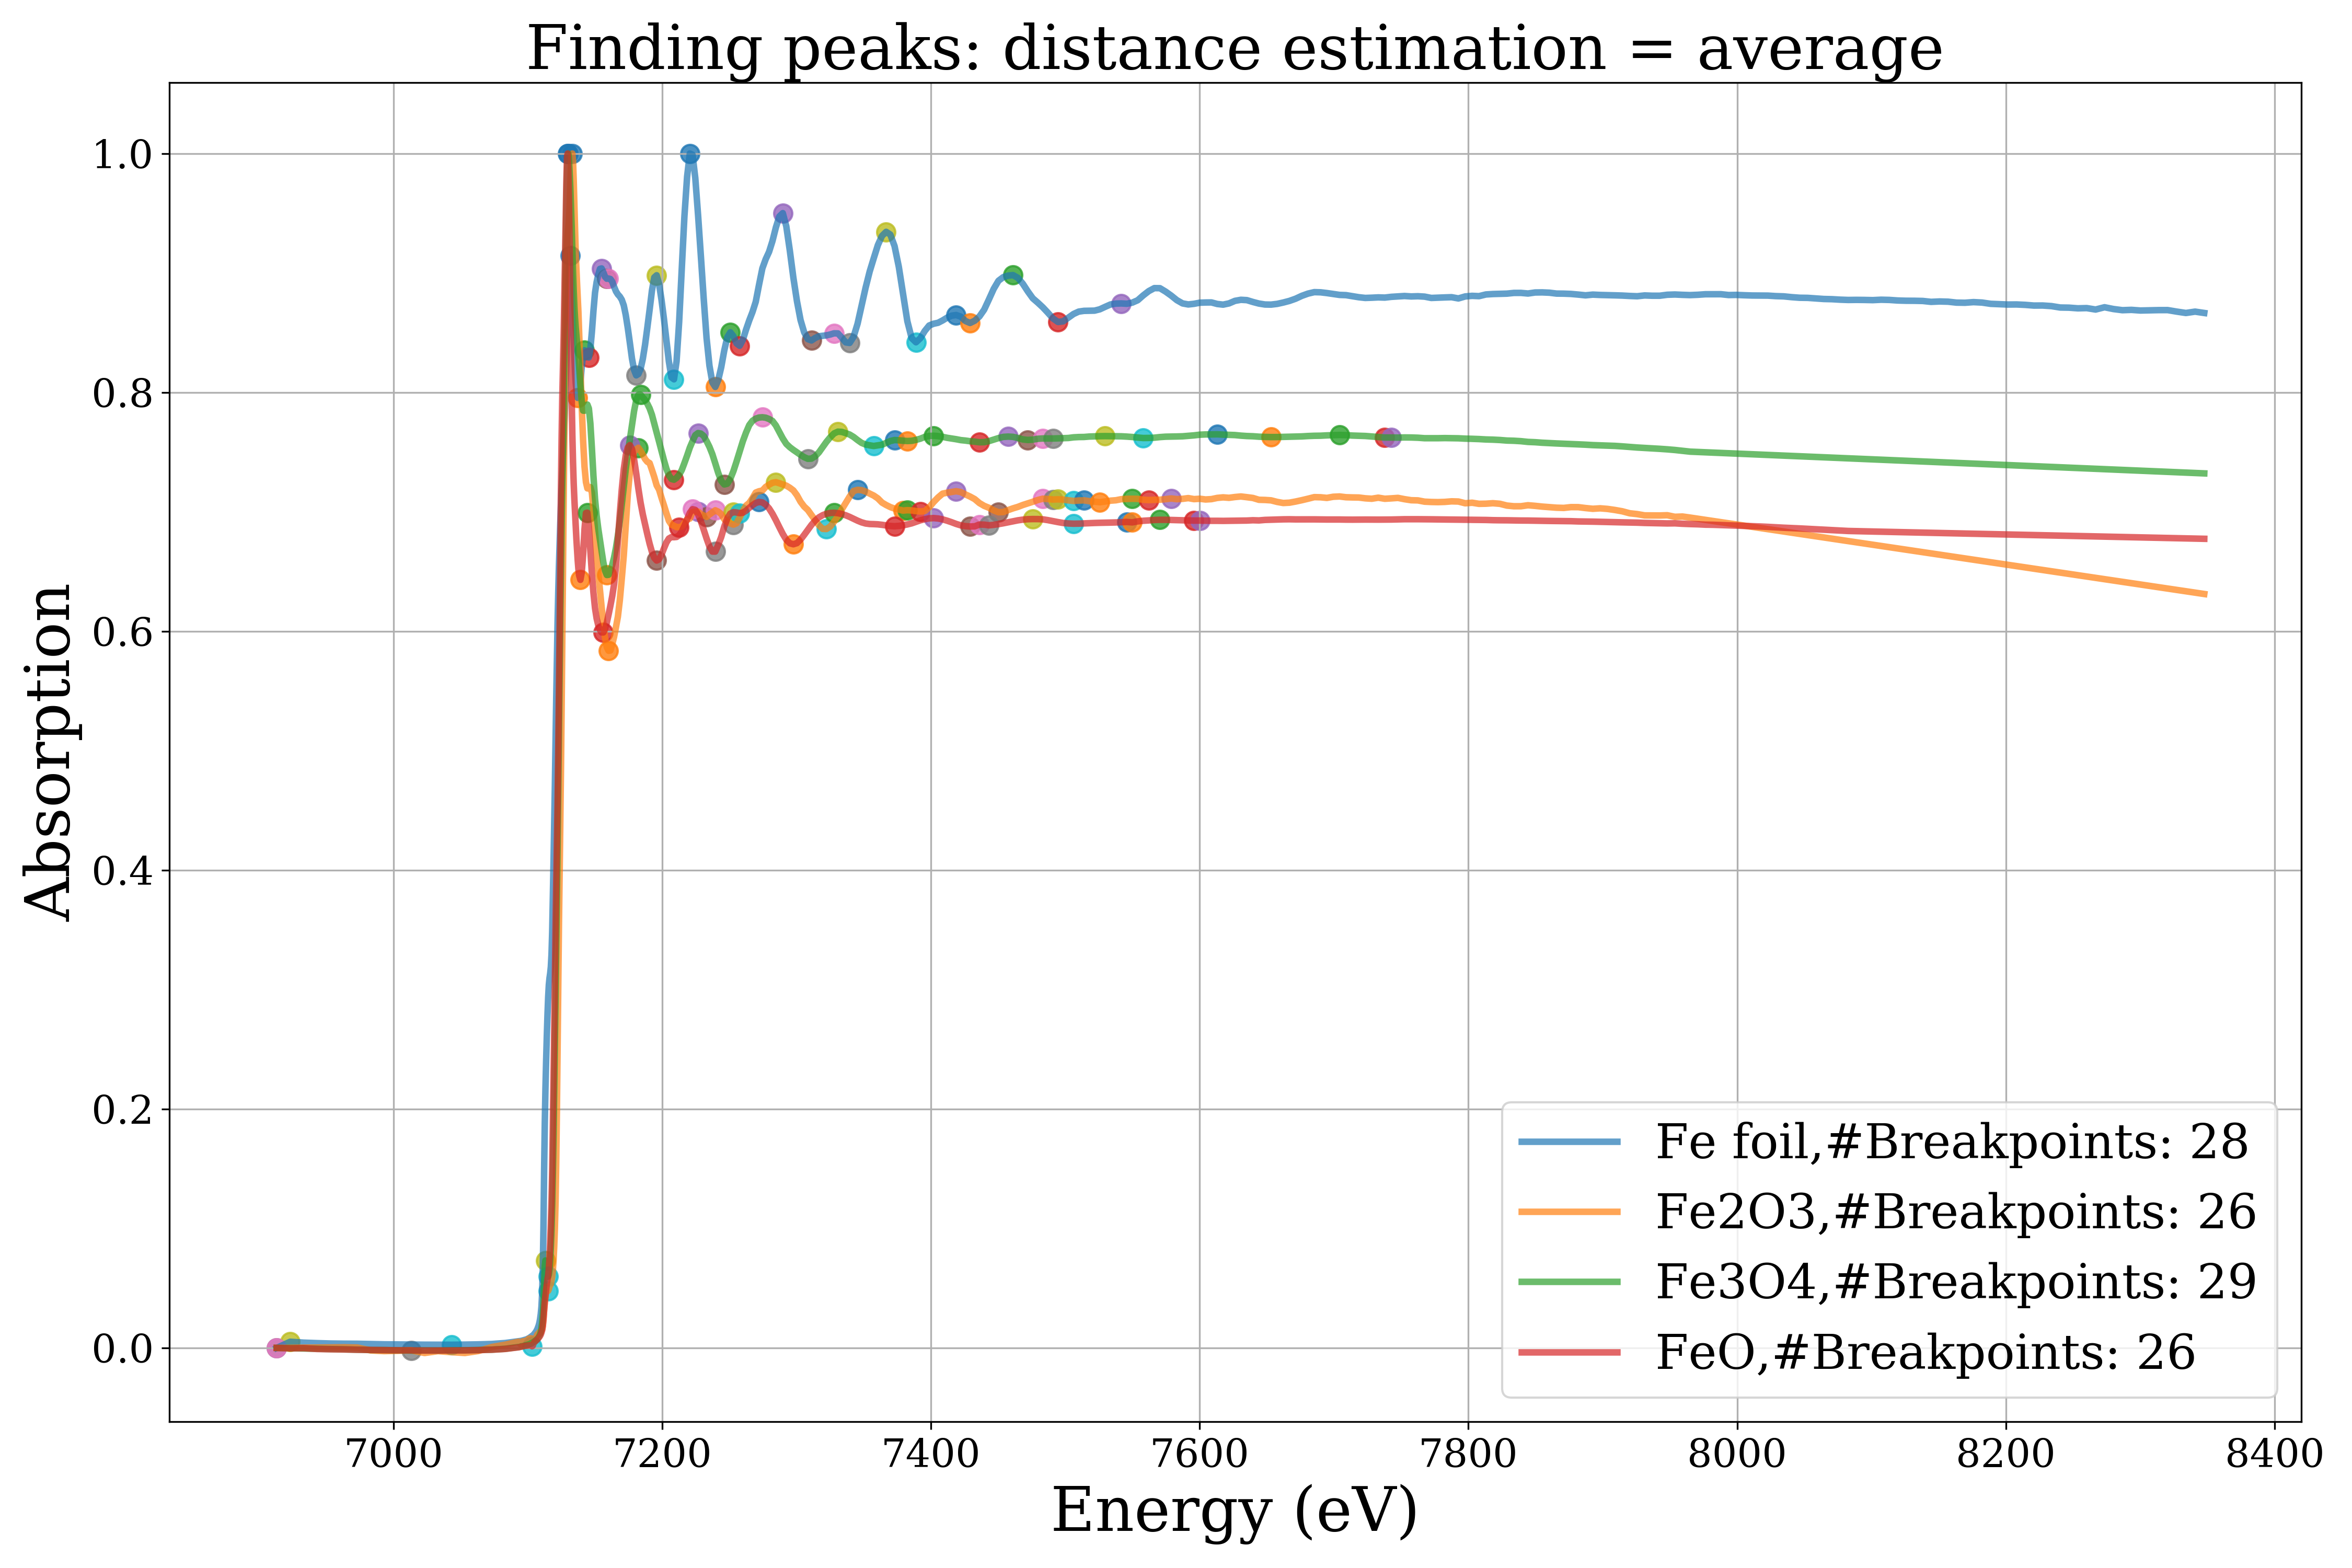 Finding peaks: distance estimation = average
1.0
0.8
0.6
0.4
0.2
0.0
Absorption
7000 7200 7400 7600 7800 8000 8200 8400
Energy (eV)
Fe foil,#Breakpoints: 28
Fe2O3,#Breakpoints: 26
Fe3O4,#Breakpoints: 29
FeO,#Breakpoints: 26